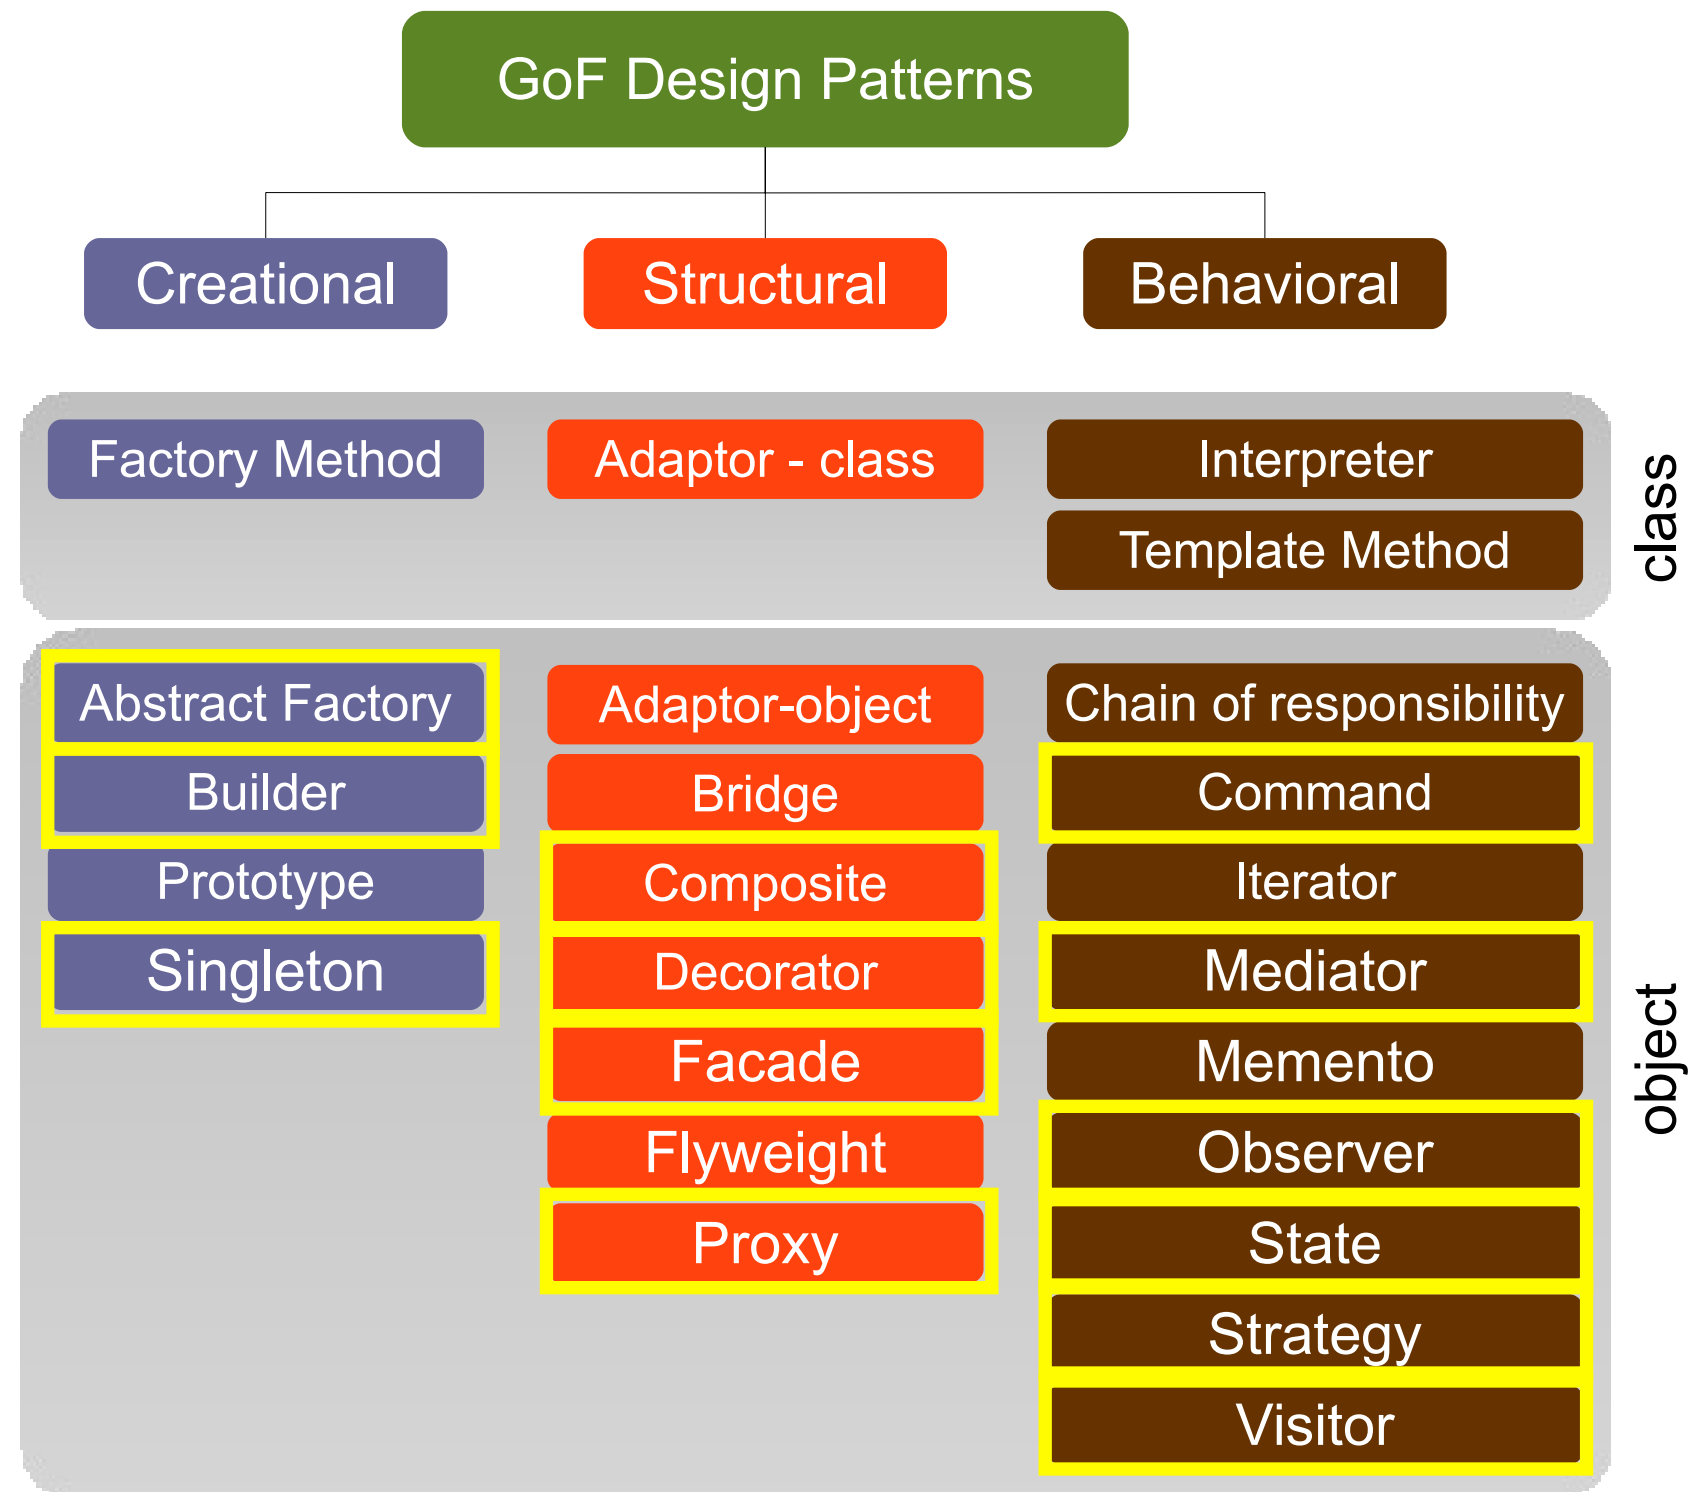 GoF Design Patterns
Creational
Structural
Behavioral
Factory Method
Adaptor - class
Interpreter
Template Method
class
Abstract Factory
Adaptor-object
Chain of responsibility
Builder
Bridge
Command
Prototype
Composite
Iterator
Singleton
Decorator
Mediator
Facade
Memento
Flyweight
Observer
Proxy
State
Strategy
Visitor
object